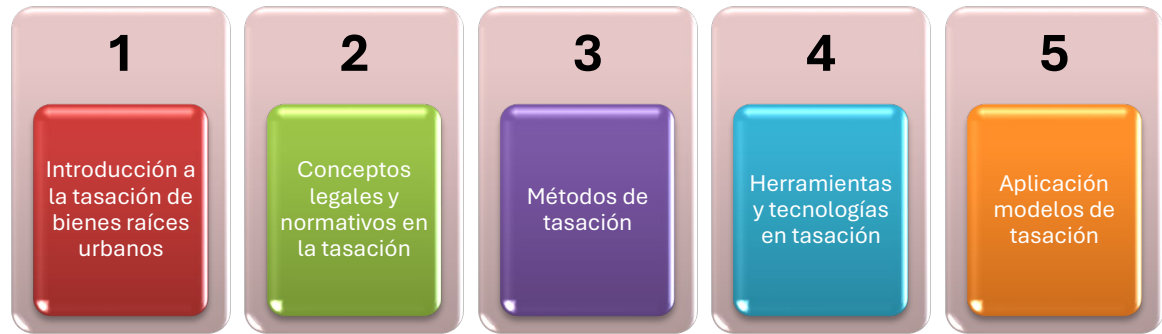 1
Introducción a
la tasación de
bienes raíces
urbanos
2
Conceptos
legales y
normativos en
la tasación
3
Métodos de
tasación
4
Herramientas
y tecnologías
en tasación
5
Aplicación
modelos de
tasación